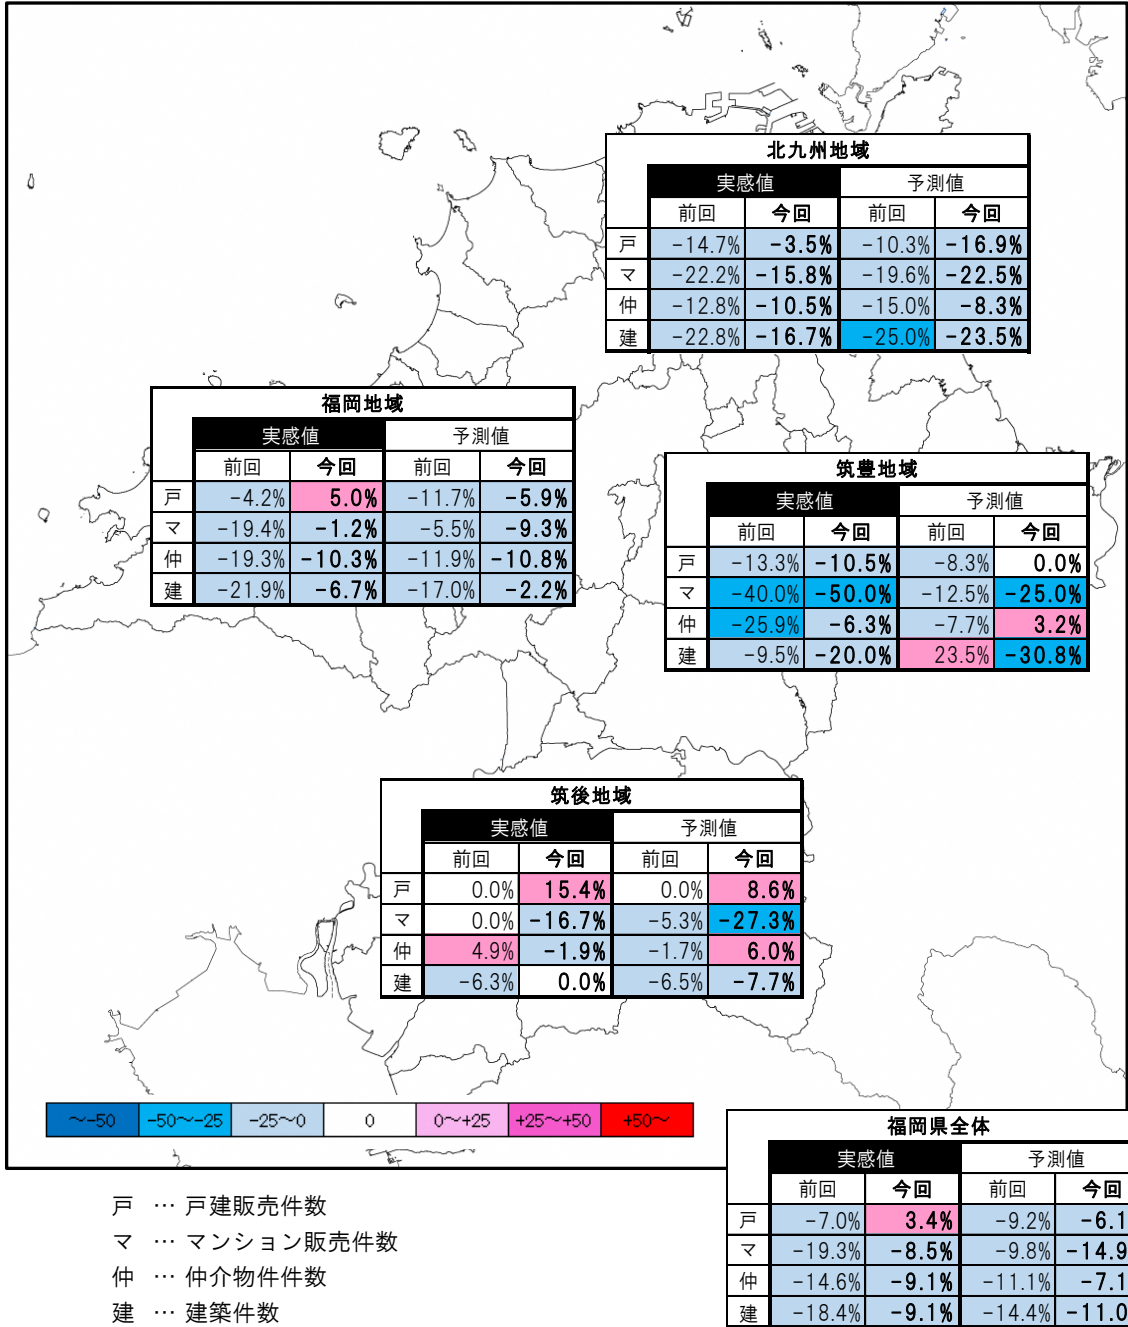 北九州地域
実感値 予測値
前回 今回 前回 今回
戸 -14.7% -3.5% -10.3% -16.9%
マ -22.2% -15.8% -19.6% -22.5%
仲 -12.8% -10.5% -15.0% -8.3%
建 -22.8% -16.7% -25.0% -23.5%
福岡地域
実感値 予測値
前回 今回 前回 今回
戸 -4.2% 5.0% -11.7% -5.9%
マ -19.4% -1.2% -5.5% -9.3%
仲 -19.3% -10.3% -11.9% -10.8%
建 -21.9% -6.7% -17.0% -2.2%
筑豊地域
実感値 予測値
前回 今回 前回 今回
戸 -13.3% -10.5% -8.3% 0.0%
マ -40.0% -50.0% -12.5% -25.0%
仲 -25.9% -6.3% -7.7% 3.2%
建 -9.5% -20.0% 23.5% -30.8%
筑後地域
実感値 予測値
前回 今回 前回 今回
戸 0.0% 15.4% 0.0% 8.6%
マ 0.0% -16.7% -5.3% -27.3%
仲 4.9% -1.9% -1.7% 6.0%
建 -6.3% 0.0% -6.5% -7.7%
～-50 -50～-25 -25～0 0 0～+25 +25～+50 +50～
福岡県全体
実感値 予測値
前回 今回 前回 今回
戸 -7.0% 3.4% -9.2% -6.1
マ -19.3% -8.5% -9.8% -14.9
仲 -14.6% -9.1% -11.1% -7.1
建 -18.4% -9.1% -14.4% -11.0
戸 … 戸建販売件数
マ … マンション販売件数
仲 … 仲介物件件数
建 … 建築件数